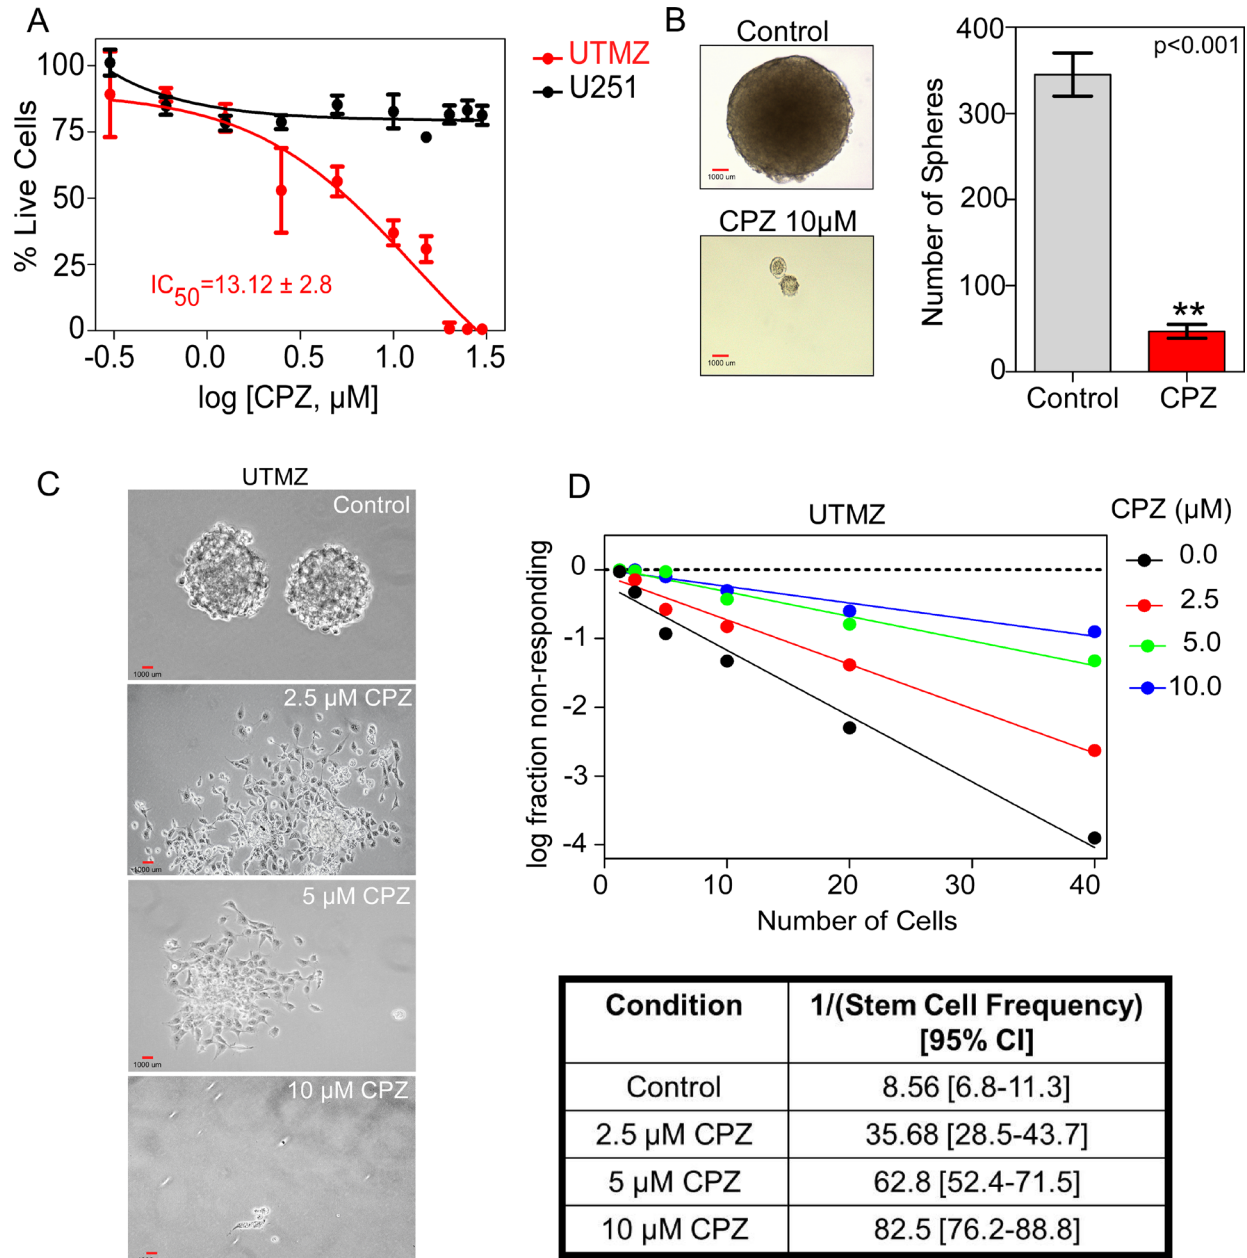 A
100
75
50
25
0
% Live Cells
-0.5
0.0
0.5
1.0
1.5
log [CPZ, µM]
IC50=13.12 ± 2.8
UTMZ
U251
B
Control
1000 um
CPZ 10µM
1000 um
400
300
200
100
0
Number of Spheres
p<0.001
**
Control
CPZ
C
UTMZ
Control
1000 um
2.5 µM CPZ
1000 um
5 µM CPZ
1000 um
10 µM CPZ
D
UTMZ
CPZ (µM)
0.0
2.5
5.0
10.0
0
-1
-2
-3
-4
log fraction non-responding
0
10
20
30
40
Number of Cells
Condition
1/(Stem Cell Frequency)
[95% CI]
Control
8.56 [6.8-11.3]
2.5 µM CPZ
35.68 [28.5-43.7]
5 µM CPZ
62.8 [52.4-71.5]
10 µM CPZ
82.5 [76.2-88.8]